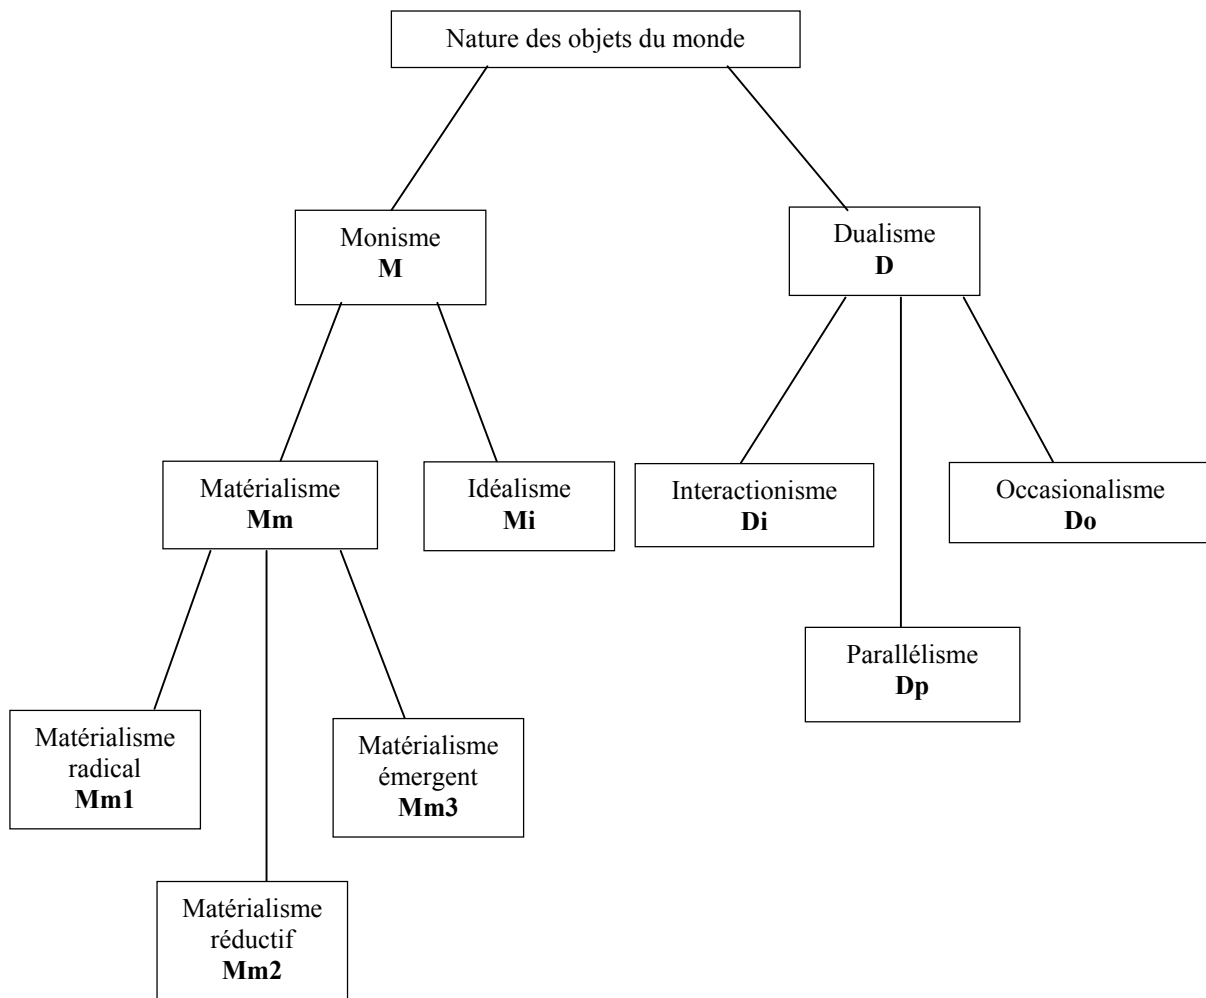 Nature des objets du monde
Monisme
M
Dualisme
D
Matérialisme
Mm
Idéalisme
Mi
Interactionisme
Di
Occasionalisme
Do
Parallélisme
Dp
Matérialisme
radical
Mm1
Matérialisme
émergent
Mm3
Matérialisme
réductif
Mm2